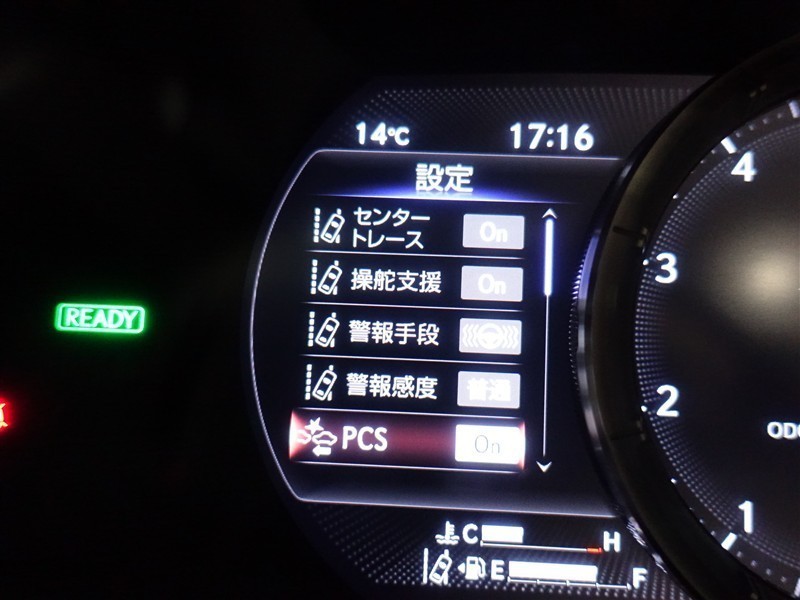 14℃ 17:16
設定
センター
トレース On
操舵支援 On
警報手段
警報感度 普通
PCS On
READY
C H
E F
4
3
2
1